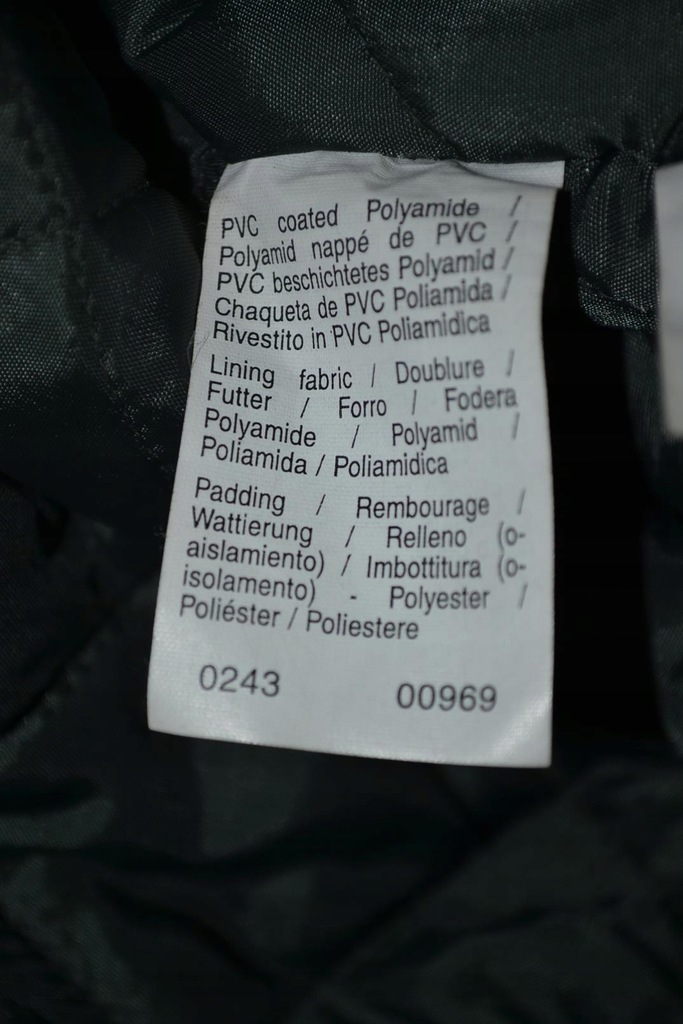 PVC coated Polyamide /
Polyamid nappé de PVC /
PVC beschichtetes Polyamid /
Chaqueta de PVC Poliamida /
Rivestito in PVC Poliamidica
Lining fabric / Doublure /
Futter / Forro / Fodera
Polyamide / Polyamid /
Poliamida / Poliamidica
Padding / Rembourage /
Wattierung / Relleno (o-
aislamiento) / Imbottitura (o-
isolamento) - Polyester /
Poliéster / Poliestere
0243 00969